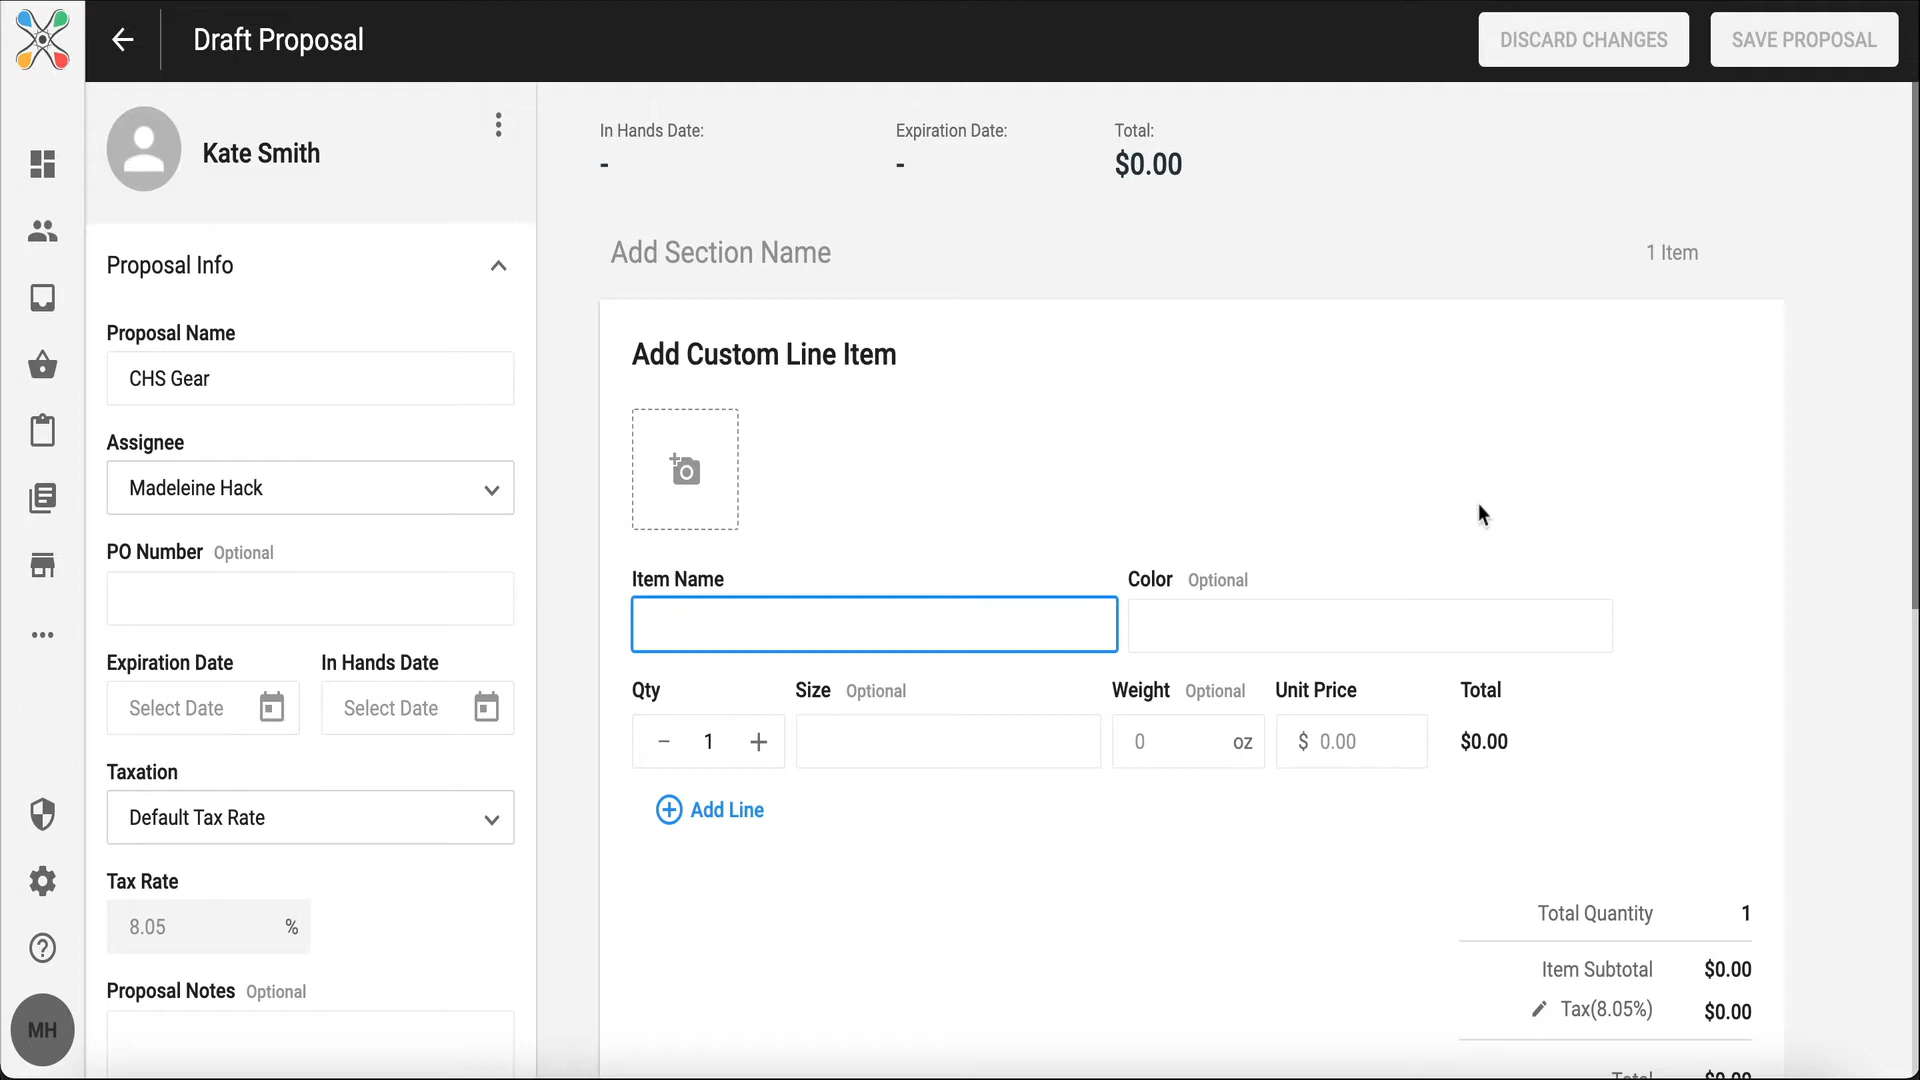 Draft Proposal
DISCARD CHANGES
SAVE PROPOSAL
Kate Smith
Proposal Info
Proposal Name
CHS Gear
Assignee
Madeleine Hack
PO Number Optional
Expiration Date In Hands Date
Select Date Select Date
Taxation
Default Tax Rate
Tax Rate
8.05 %
Proposal Notes Optional
MH
In Hands Date: Expiration Date: Total:
- - $0.00
Add Section Name 1 Item
Add Custom Line Item
Item Name Color Optional
Qty Size Optional Weight Optional Unit Price Total
− 1 + 0 oz $ 0.00 $0.00
Add Line
Total Quantity 1
Item Subtotal $0.00
Tax(8.05%) $0.00
Total $0.00